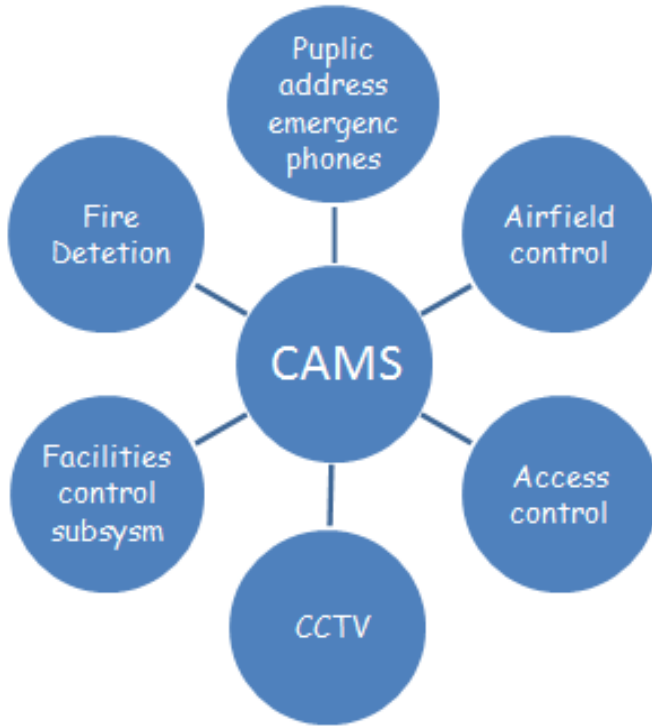 Puplic
address
emergenc
phones
Fire
Detetion
Airfield
control
CAMS
Facilities
control
subsysm
Access
control
CCTV